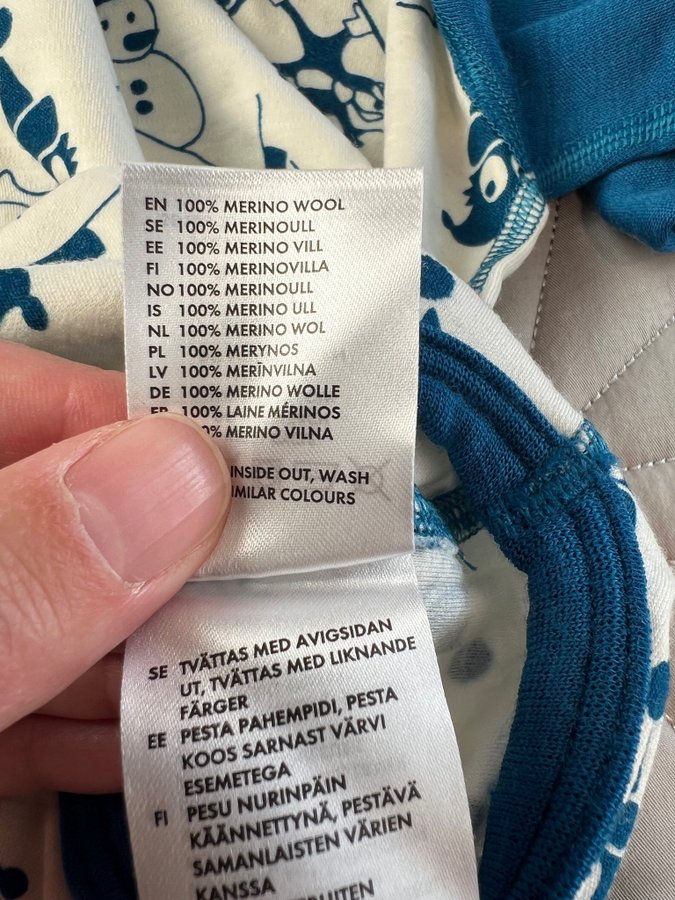 EN 100% MERINO WOOL
SE 100% MERINOULL
EE 100% MERINO VILL
FI 100% MERINOVILLA
NO 100% MERINOULL
IS 100% MERINO ULL
NL 100% MERINO WOL
PL 100% MERYNOS
LV 100% MERĪNVILNA
DE 100% MERINO WOLLE
FR 100% LAINE MÉRINOS
MERINO VILNA
INSIDE OUT, WASH
COLOURS
SE TVÄTTAS MED AVIGSIDAN
UT, TVÄTTAS MED LIKNANDE
FÄRGER
EE PESTA PAHEMPIDI, PESTA
KOOS SARNAST VÄRVI
ESEMETEGA
FI PESU NURINPÄIN
KÄÄNNETTYNÄ, PESTÄVÄ
SAMANLAISTEN VÄRIEN
KANSSA